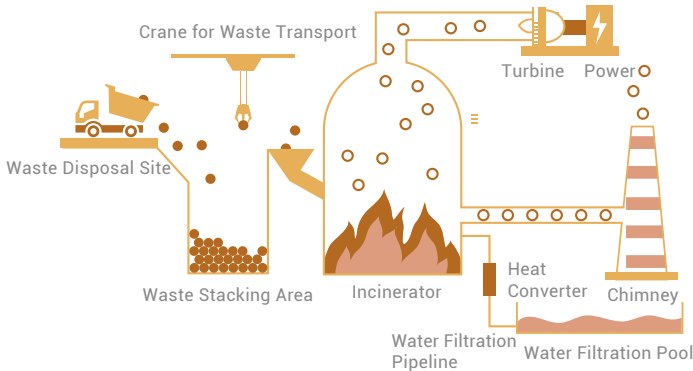 Crane for Waste Transport
Turbine
Power
Waste Disposal Site
Waste Stacking Area
Incinerator
Heat
Converter
Chimney
Water Filtration
Pipeline
Water Filtration Pool